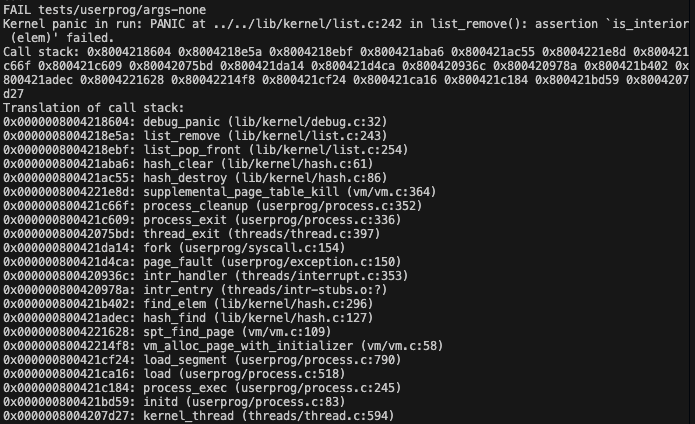 FAIL tests/userprog/args-none
Kernel panic in run: PANIC at ../../lib/kernel/list.c:242 in list_remove(): assertion `is_interior
(elem)' failed.
Call stack: 0x8004218604 0x8004218e5a 0x8004218ebf 0x800421aba6 0x800421ac55 0x8004221e8d 0x800421
c66f 0x800421c609 0x80042075bd 0x800421da14 0x800421d4ca 0x800420936c 0x800420978a 0x800421b402 0x
800421adec 0x8004221628 0x80042214f8 0x800421cf24 0x800421ca16 0x800421c184 0x800421bd59 0x8004207
d27
Translation of call stack:
0x0000008004218604: debug_panic (lib/kernel/debug.c:32)
0x0000008004218e5a: list_remove (lib/kernel/list.c:243)
0x0000008004218ebf: list_pop_front (lib/kernel/list.c:254)
0x000000800421aba6: hash_clear (lib/kernel/hash.c:61)
0x000000800421ac55: hash_destroy (lib/kernel/hash.c:86)
0x0000008004221e8d: supplemental_page_table_kill (vm/vm.c:364)
0x000000800421c66f: process_cleanup (userprog/process.c:352)
0x000000800421c609: process_exit (userprog/process.c:336)
0x00000080042075bd: thread_exit (threads/thread.c:397)
0x000000800421da14: fork (userprog/syscall.c:154)
0x000000800421d4ca: page_fault (userprog/exception.c:150)
0x000000800420936c: intr_handler (threads/interrupt.c:353)
0x000000800420978a: intr_entry (threads/intr-stubs.o:?)
0x000000800421b402: find_elem (lib/kernel/hash.c:296)
0x000000800421adec: hash_find (lib/kernel/hash.c:127)
0x0000008004221628: spt_find_page (vm/vm.c:109)
0x00000080042214f8: vm_alloc_page_with_initializer (vm/vm.c:58)
0x000000800421cf24: load_segment (userprog/process.c:790)
0x000000800421ca16: load (userprog/process.c:518)
0x000000800421c184: process_exec (userprog/process.c:245)
0x000000800421bd59: initd (userprog/process.c:83)
0x0000008004207d27: kernel_thread (threads/thread.c:594)